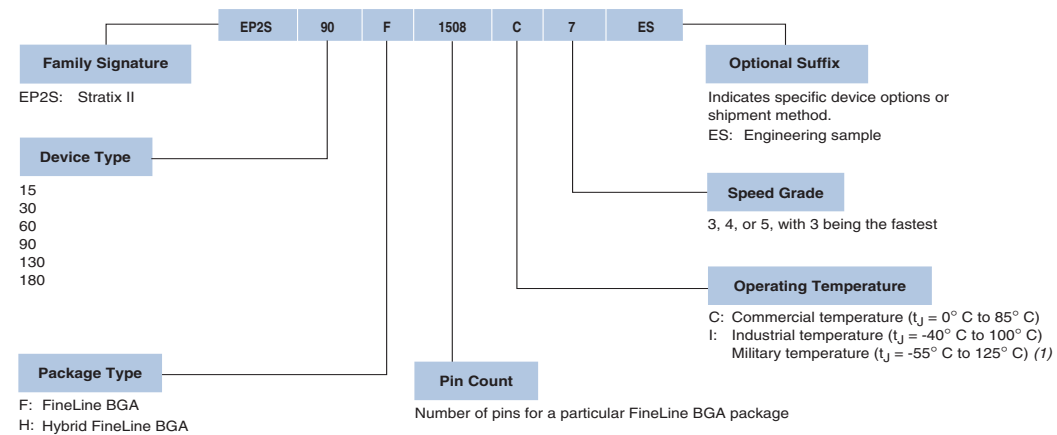 EP2S 90 F 1508 C 7 ES
Family Signature
EP2S: Stratix II
Device Type
15
30
60
90
130
180
Package Type
F: FineLine BGA
H: Hybrid FineLine BGA
Pin Count
Number of pins for a particular FineLine BGA package
Optional Suffix
Indicates specific device options or
shipment method.
ES: Engineering sample
Speed Grade
3, 4, or 5, with 3 being the fastest
Operating Temperature
C: Commercial temperature (tJ = 0° C to 85° C)
I: Industrial temperature (tJ = -40° C to 100° C)
Military temperature (tJ = -55° C to 125° C) (1)